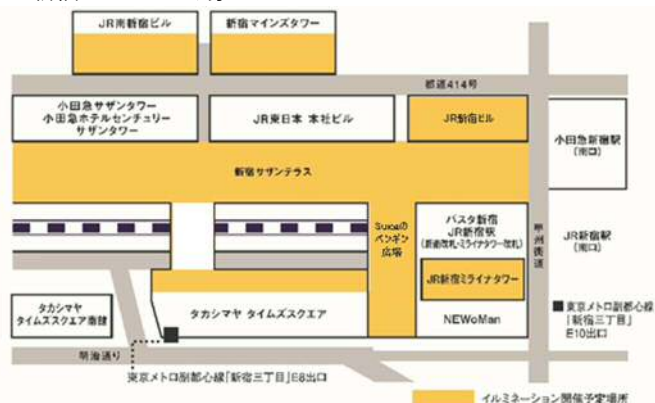 JR南新宿ビル
新宿マインズタワー
都道414号
小田急サザンタワー
小田急ホテルセンチュリー
サザンタワー
JR東日本 本社ビル
JR新宿ビル
小田急新宿駅
(南口)
新宿サザンテラス
Suicaの
ペンギン
広場
バスタ新宿
JR新宿駅
(新南改札・ミライナタワー改札)
甲州街道
JR新宿駅
(南口)
JR新宿ミライナタワー
タカシマヤ
タイムズスクエア南館
タカシマヤ タイムズスクエア
NEWoMan
東京メトロ副都心線
「新宿三丁目」
E10出口
明治通り
東京メトロ副都心線「新宿三丁目」E8出口
イルミネーション開催予定場所